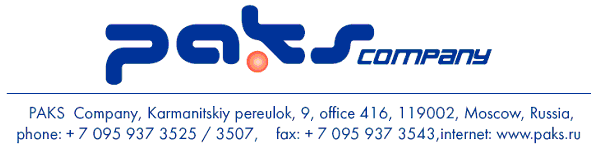 paks company
PAKS Company, Karmanitskiy pereulok, 9, office 416, 119002, Moscow, Russia,
phone: + 7 095 937 3525 / 3507, fax: + 7 095 937 3543,internet: www.paks.ru